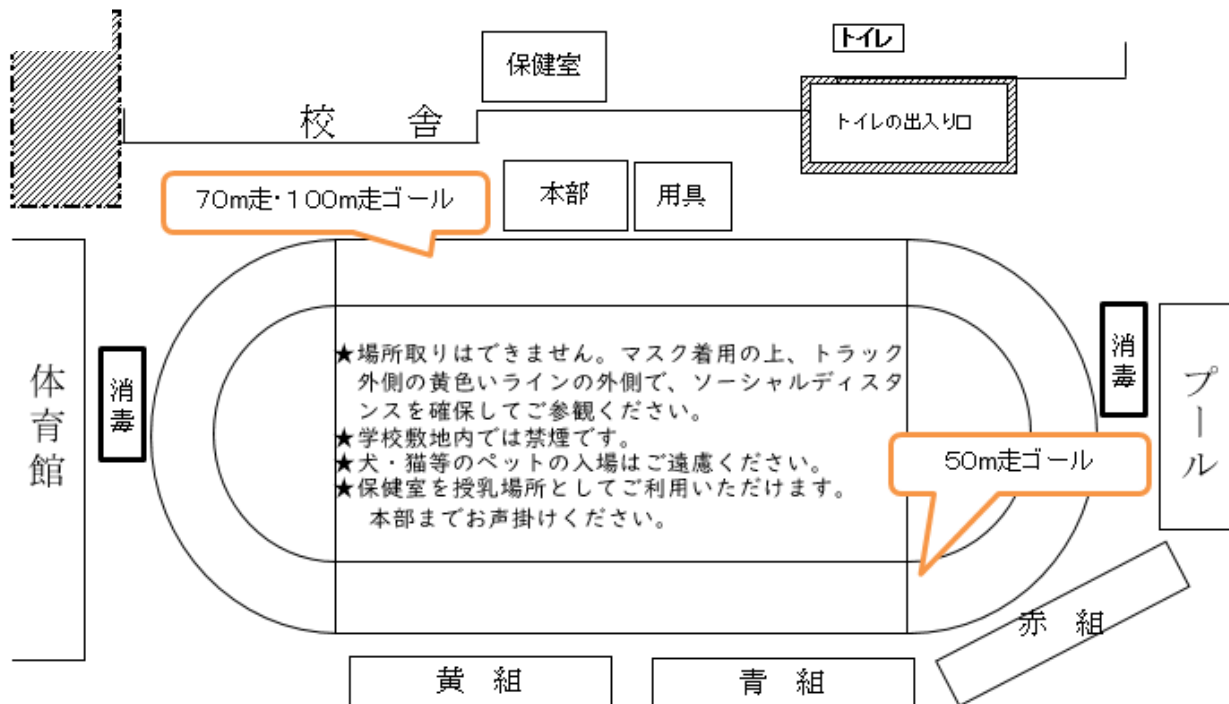 トイレ
保健室
トイレの出入り口
校 舎
70m走・100m走ゴール
本部
用具
★場所取りはできません。マスク着用の上、トラック
外側の黄色いラインの外側で、ソーシャルディスタ
ンスを確保してご参観ください。
★学校敷地内では禁煙です。
★犬・猫等のペットの入場はご遠慮ください。
★保健室を授乳場所としてご利用いただけます。
本部までお声掛けください。
体育館
消毒
消毒
プール
50m走ゴール
赤 組
黄 組
青 組